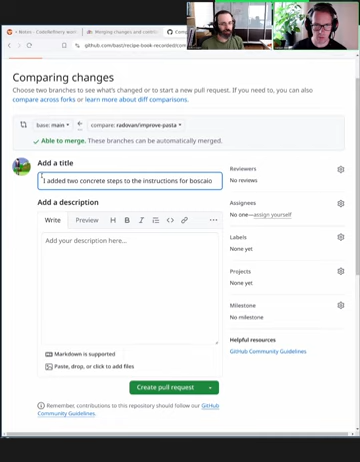 Notes - CodeRefinery work
Merging changes and contri
github.com/bast/recipe-book-recorded/com
Comparing changes
Choose two branches to see what's changed or to start a new pull request. If you need to, you can also
compare across forks or learn more about diff comparisons.
base: main
compare: radovan/improve-pasta
Able to merge. These branches can be automatically merged.
Add a title
I added two concrete steps to the instructions for boscaio
Add a description
Write
Preview
Add your description here...
Markdown is supported
Paste, drop, or click to add files
Create pull request
Remember, contributions to this repository should follow our GitHub
Community Guidelines.
Reviewers
No reviews
Assignees
No one—assign yourself
Labels
None yet
Projects
None yet
Milestone
No milestone
Helpful resources
GitHub Community Guidelines